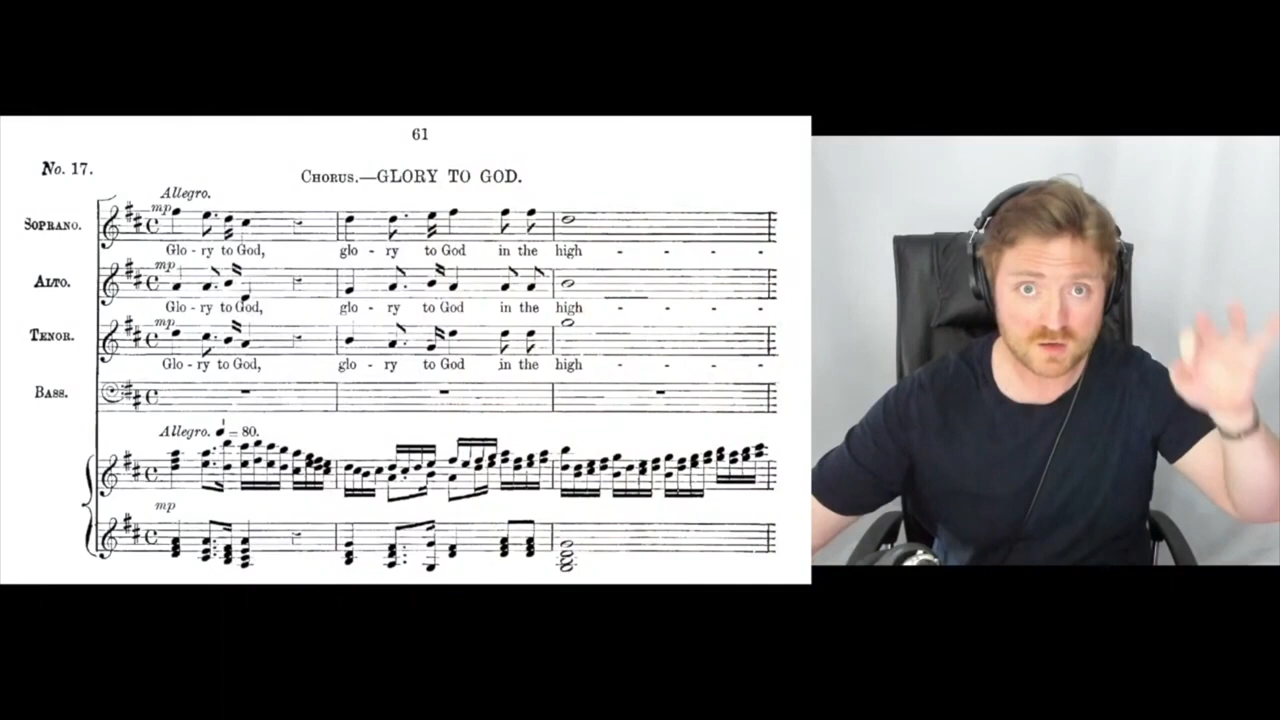 61
No. 17.
CHORUS.—GLORY TO GOD.
Allegro.
mp
SOPRANO.
Glo - ry to God, glo - ry to God in the high - - - -
mp
ALTO.
Glo - ry to God, glo - ry to God in the high - - - -
mp
TENOR.
Glo - ry to God, glo - ry to God in the high - - - -
BASS.
Allegro. ♩ = 80.
mp